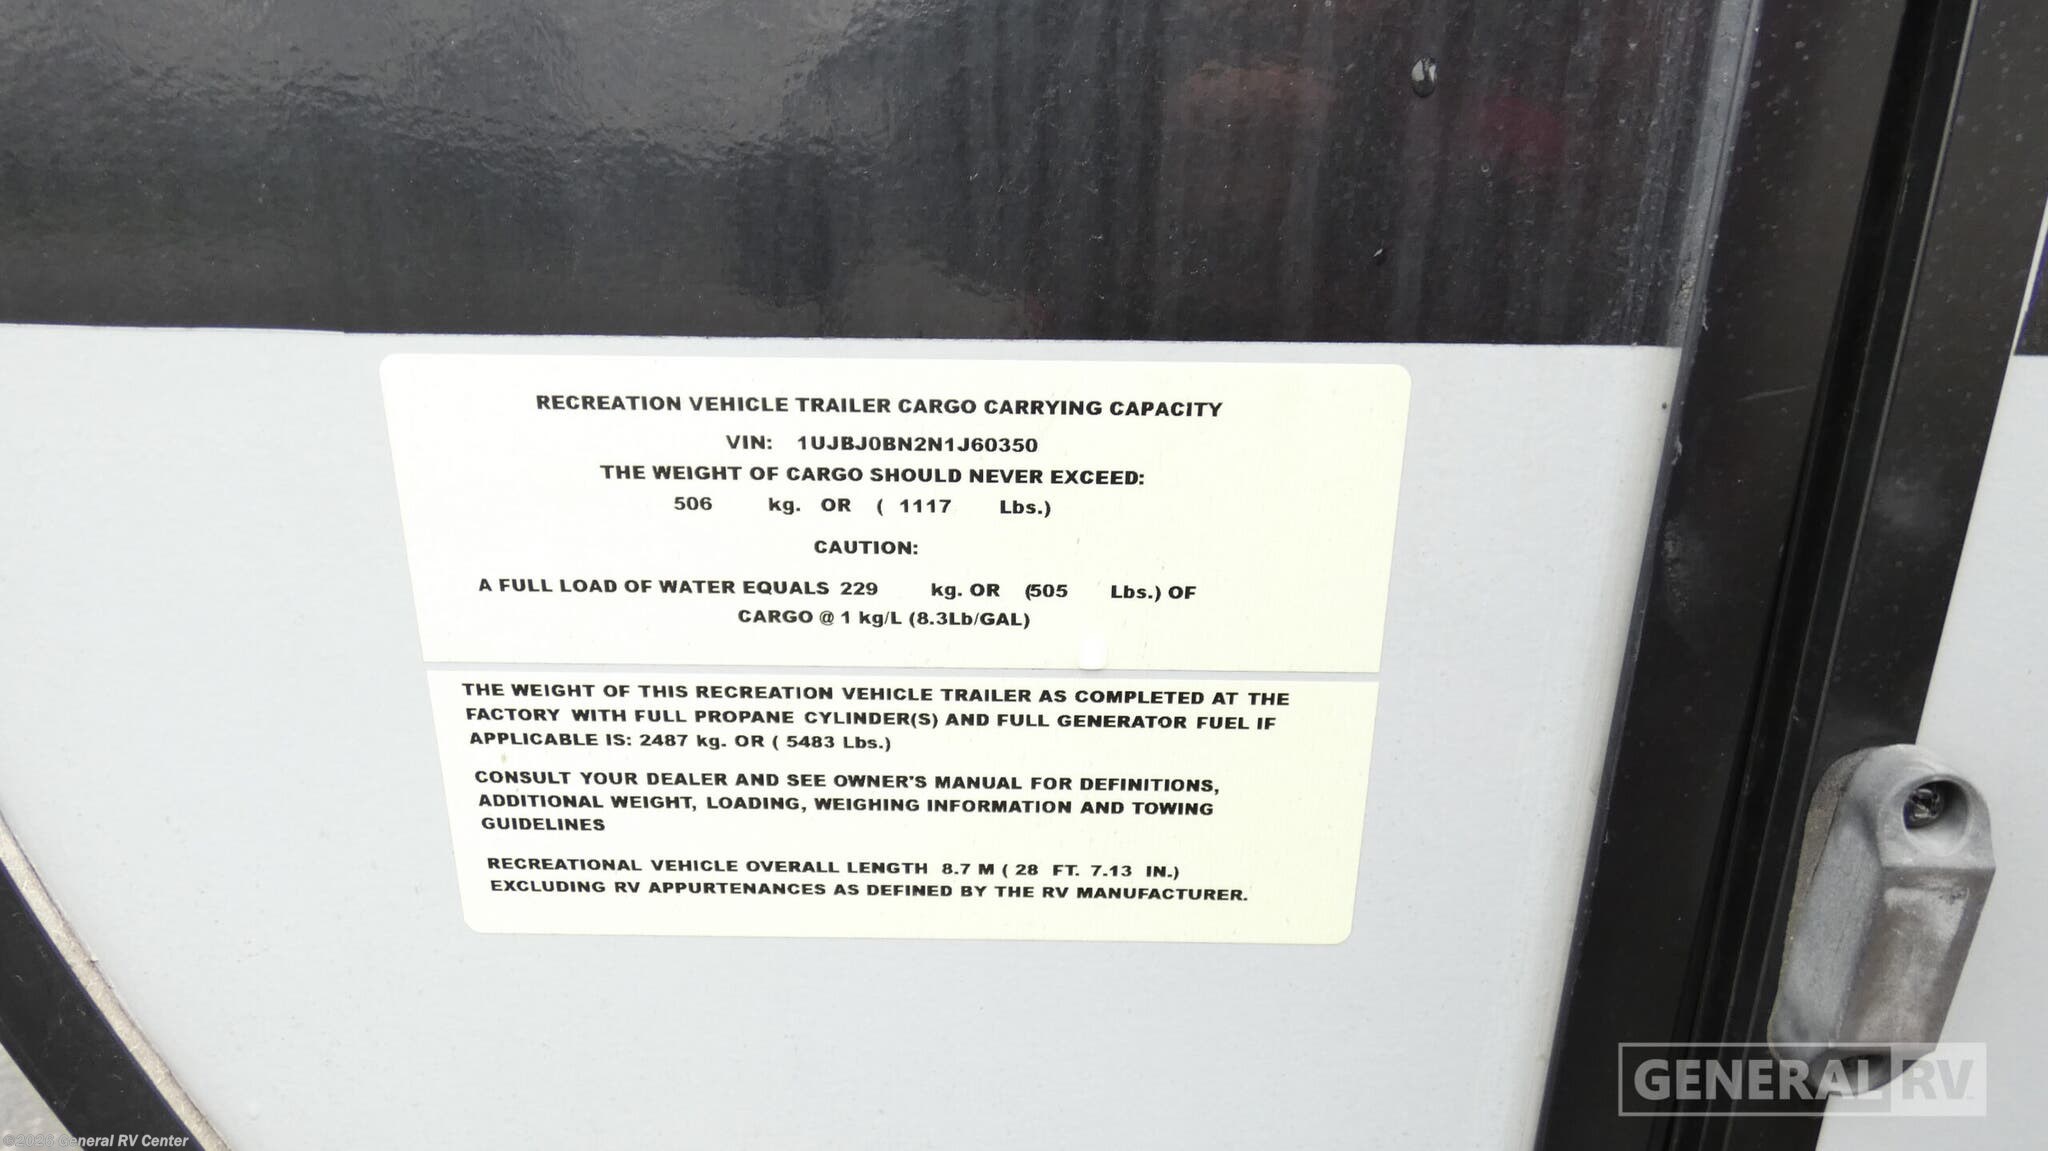 RECREATION VEHICLE TRAILER CARGO CARRYING CAPACITY
VIN: 1UJBJ0BN2N1J60350
THE WEIGHT OF CARGO SHOULD NEVER EXCEED:
506 kg. OR ( 1117 Lbs.)
CAUTION:
A FULL LOAD OF WATER EQUALS 229 kg. OR (505 Lbs.) OF
CARGO @ 1 kg/L (8.3Lb/GAL)
THE WEIGHT OF THIS RECREATION VEHICLE TRAILER AS COMPLETED AT THE
FACTORY WITH FULL PROPANE CYLINDER(S) AND FULL GENERATOR FUEL IF
APPLICABLE IS: 2487 kg. OR ( 5483 Lbs.)
CONSULT YOUR DEALER AND SEE OWNER'S MANUAL FOR DEFINITIONS,
ADDITIONAL WEIGHT, LOADING, WEIGHING INFORMATION AND TOWING
GUIDELINES
RECREATIONAL VEHICLE OVERALL LENGTH 8.7 M ( 28 FT. 7.13 IN.)
EXCLUDING RV APPURTENANCES AS DEFINED BY THE RV MANUFACTURER.
GENERAL RV
General RV Center